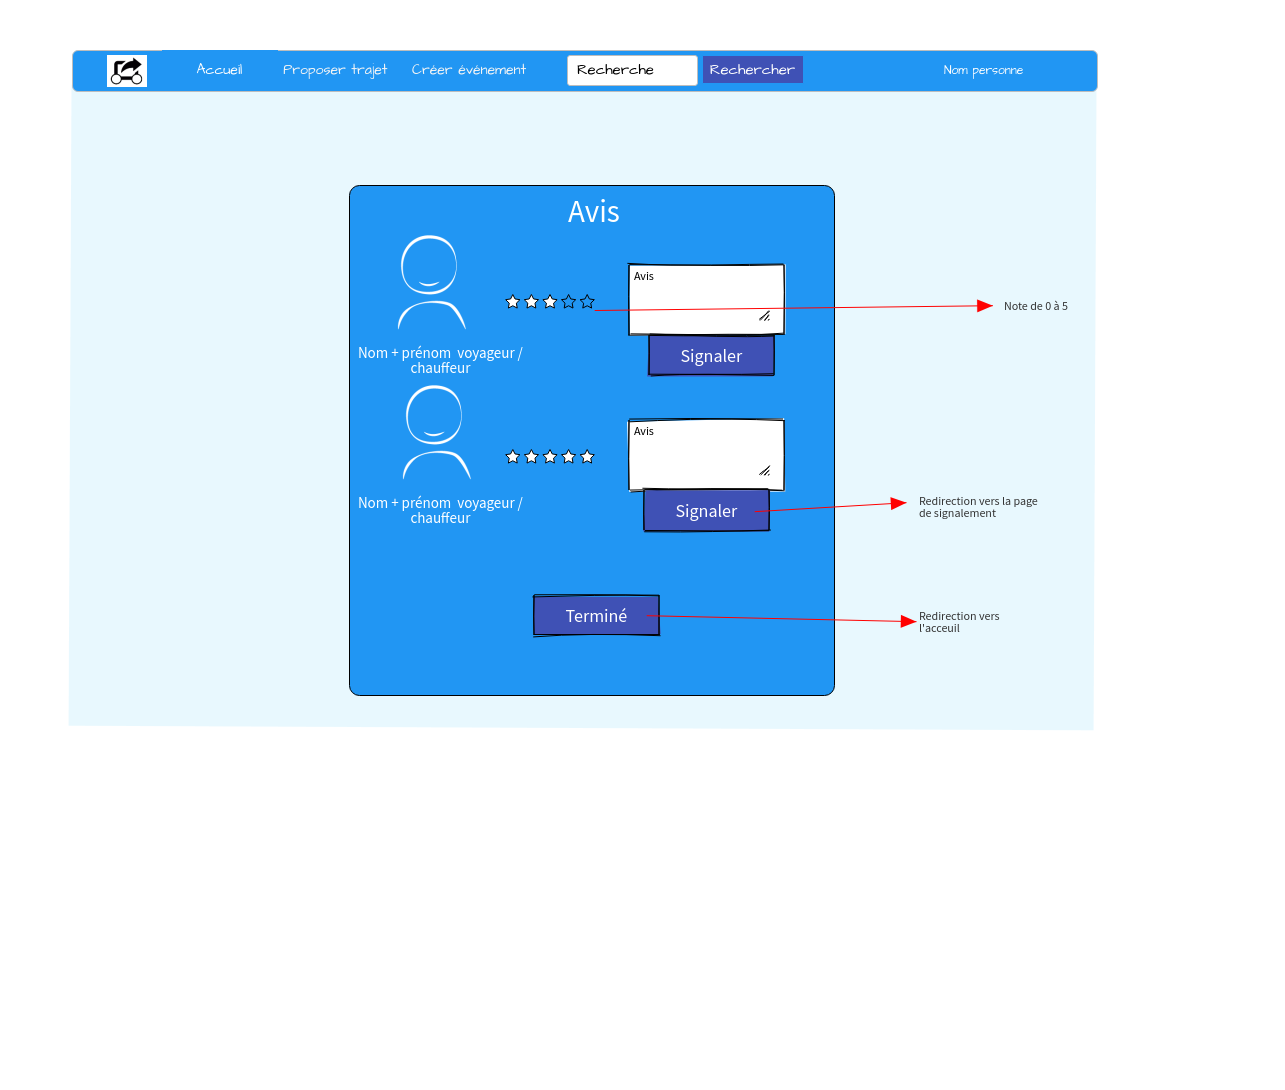 Accueil
Proposer trajet
Créer événement
Recherche
Rechercher
Nom personne
Avis
Avis
Note de 0 à 5
Signaler
Nom + prénom  voyageur /
chauffeur
Avis
Signaler
Redirection vers la page
de signalement
Nom + prénom  voyageur /
chauffeur
Terminé
Redirection vers
l'acceuil